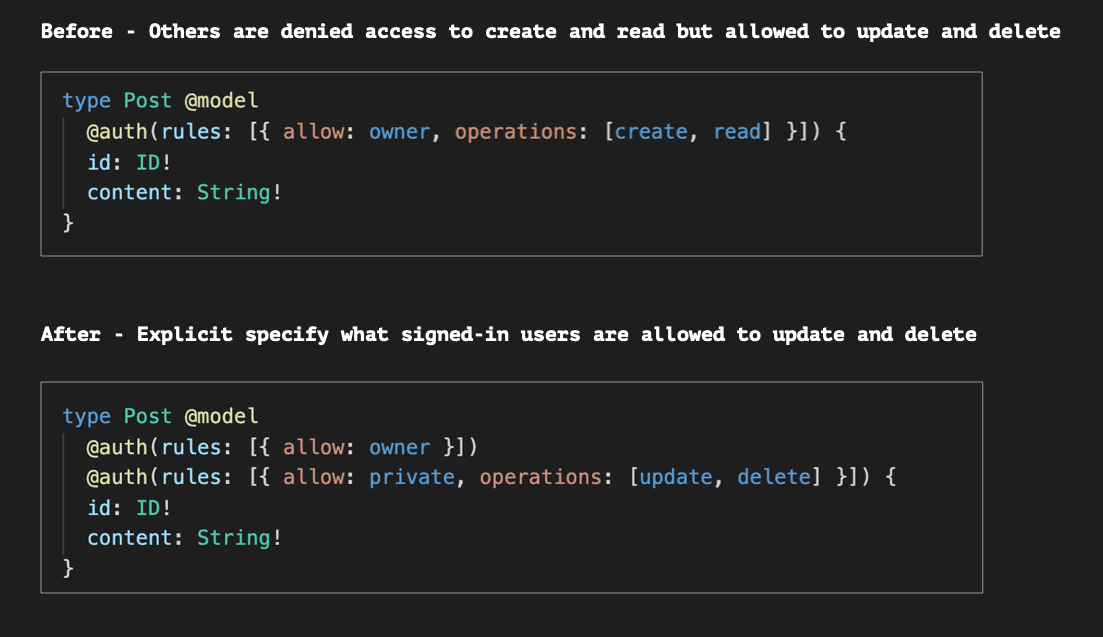 Before - Others are denied access to create and read but allowed to update and delete
type Post @model
@auth(rules: [{ allow: owner, operations: [create, read] }]) {
id: ID!
content: String!
}
After - Explicit specify what signed-in users are allowed to update and delete
type Post @model
@auth(rules: [{ allow: owner }])
@auth(rules: [{ allow: private, operations: [update, delete] }]) {
id: ID!
content: String!
}